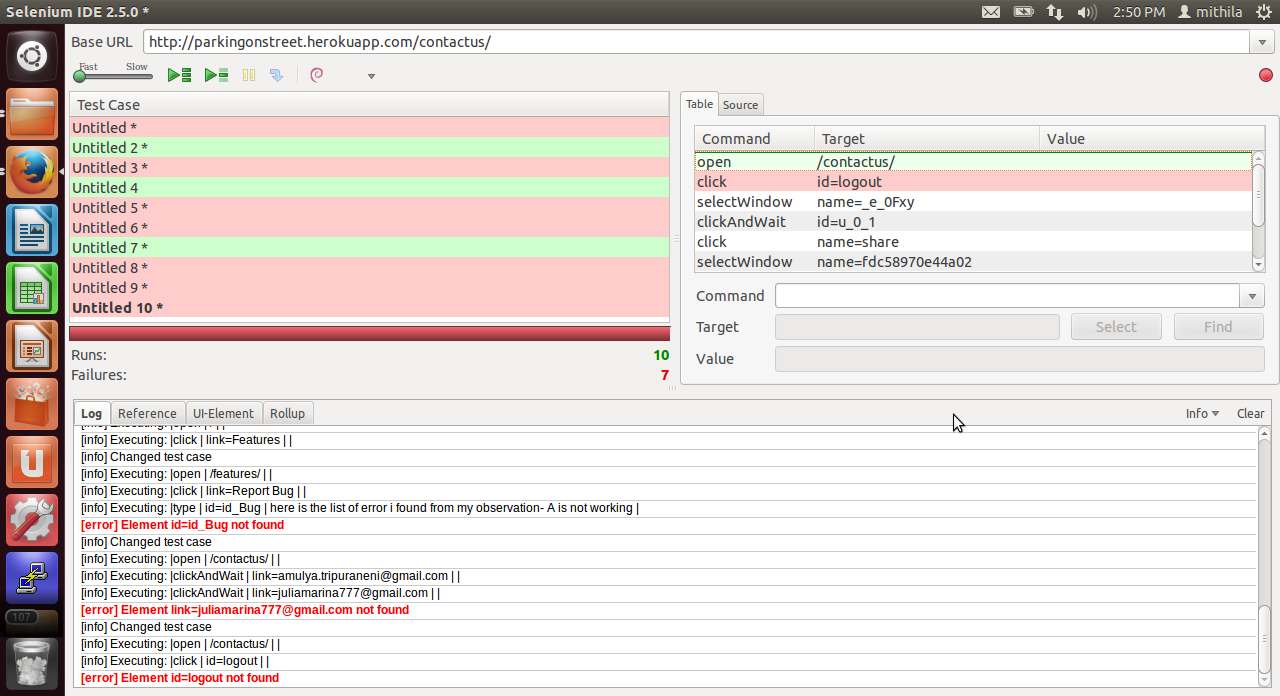 Selenium IDE 2.5.0 *
2:50 PM mithila
Base URL http://parkingonstreet.herokuapp.com/contactus/
Fast Slow
Test Case
Untitled *
Untitled 2 *
Untitled 3 *
Untitled 4
Untitled 5 *
Untitled 6 *
Untitled 7 *
Untitled 8 *
Untitled 9 *
Untitled 10 *
Runs: 10
Failures: 7
Table Source
Command Target Value
open /contactus/
click id=logout
selectWindow name=_e_0Fxy
clickAndWait id=u_0_1
click name=share
selectWindow name=fdc58970e44a02
Command
Target Select Find
Value
Log Reference UI-Element Rollup Info Clear
[info] Executing: |open | / | |
[info] Executing: |click | link=Features | |
[info] Changed test case
[info] Executing: |open | /features/ | |
[info] Executing: |click | link=Report Bug | |
[info] Executing: |type | id=id_Bug | here is the list of error i found from my observation- A is not working |
[error] Element id=id_Bug not found
[info] Changed test case
[info] Executing: |open | /contactus/ | |
[info] Executing: |clickAndWait | link=amulya.tripuraneni@gmail.com | |
[info] Executing: |clickAndWait | link=juliamarina777@gmail.com | |
[error] Element link=juliamarina777@gmail.com not found
[info] Changed test case
[info] Executing: |open | /contactus/ | |
[info] Executing: |click | id=logout | |
[error] Element id=logout not found
107